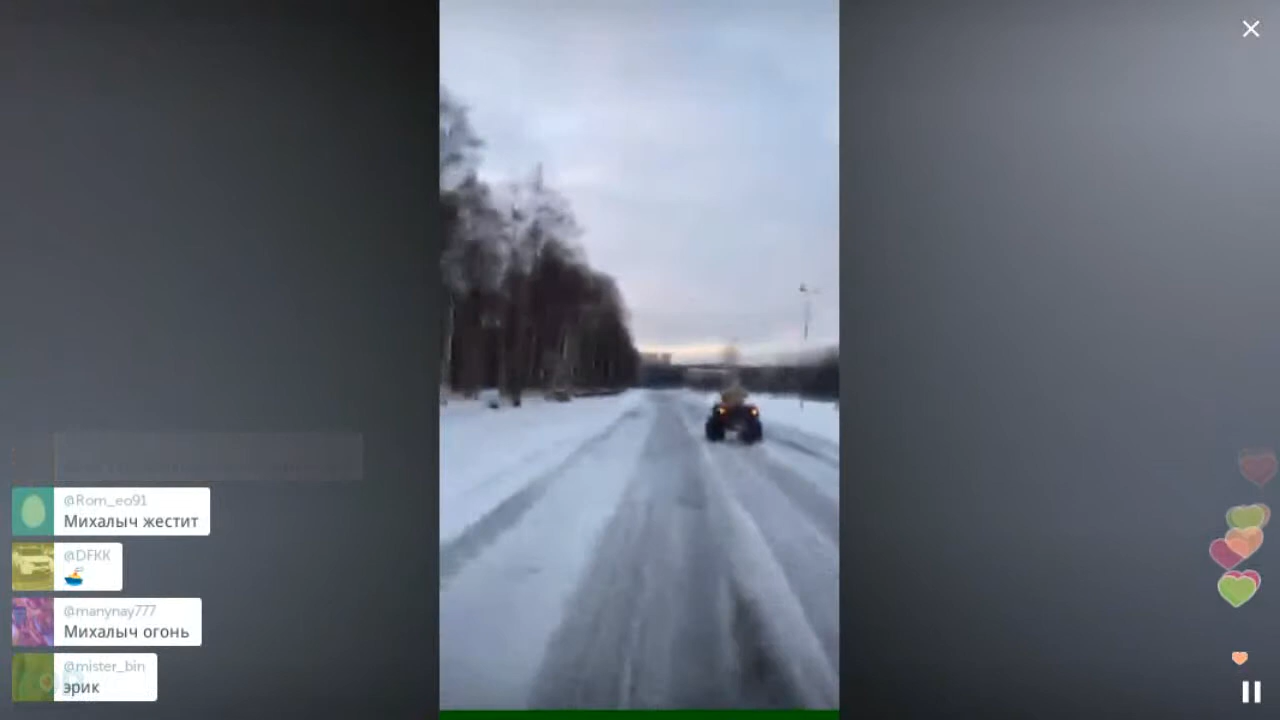 @Rom_eo91
Михалыч жестит
@DFKK
@manynay777
Михалыч огонь
@mister_bin
эрик